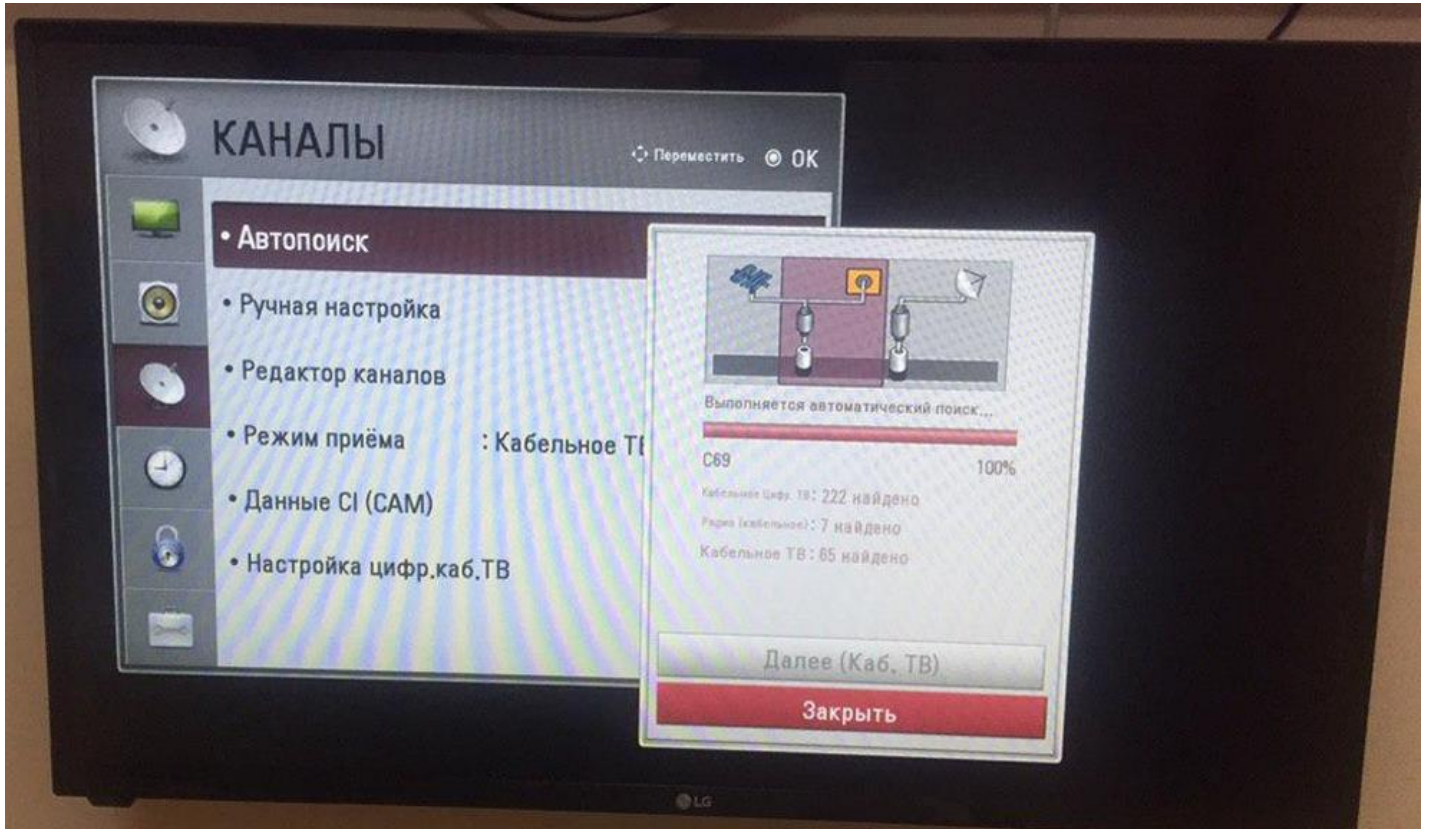 КАНАЛЫ
Переместить OK
• Автопоиск
• Ручная настройка
• Редактор каналов
• Режим приёма : Кабельное ТВ
• Данные CI (CAM)
• Настройка цифр.каб.ТВ
Выполняется автоматический поиск...
C69 100%
Кабельное Цифр. ТВ: 222 найдено
Радио (кабельное): 7 найдено
Кабельное ТВ: 65 найдено
Далее (Каб. ТВ)
Закрыть
LG